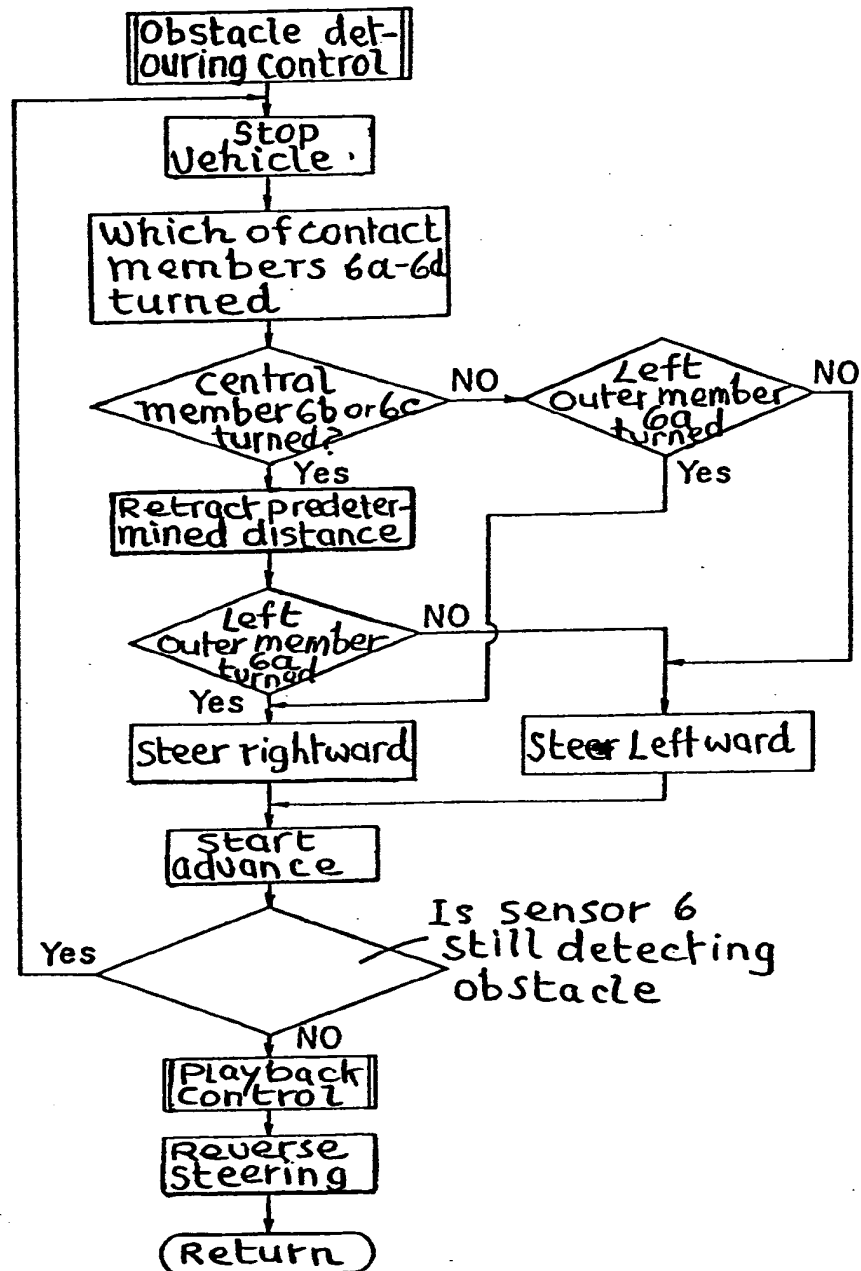 Obstacle det-
ouring control
Stop
Vehicle.
Which of contact
members 6a-6d
turned
Central
member 6b or 6c
turned?
NO
Left
Outer member
6a
turned
NO
Yes
Yes
Retract predeter-
mined distance
Left
Outer member
6a
turned
NO
Yes
Steer rightward
Steer Leftward
Start
advance
Is sensor 6
Still detecting
obstacle
Yes
NO
Playback
Control
Reverse
Steering
Return